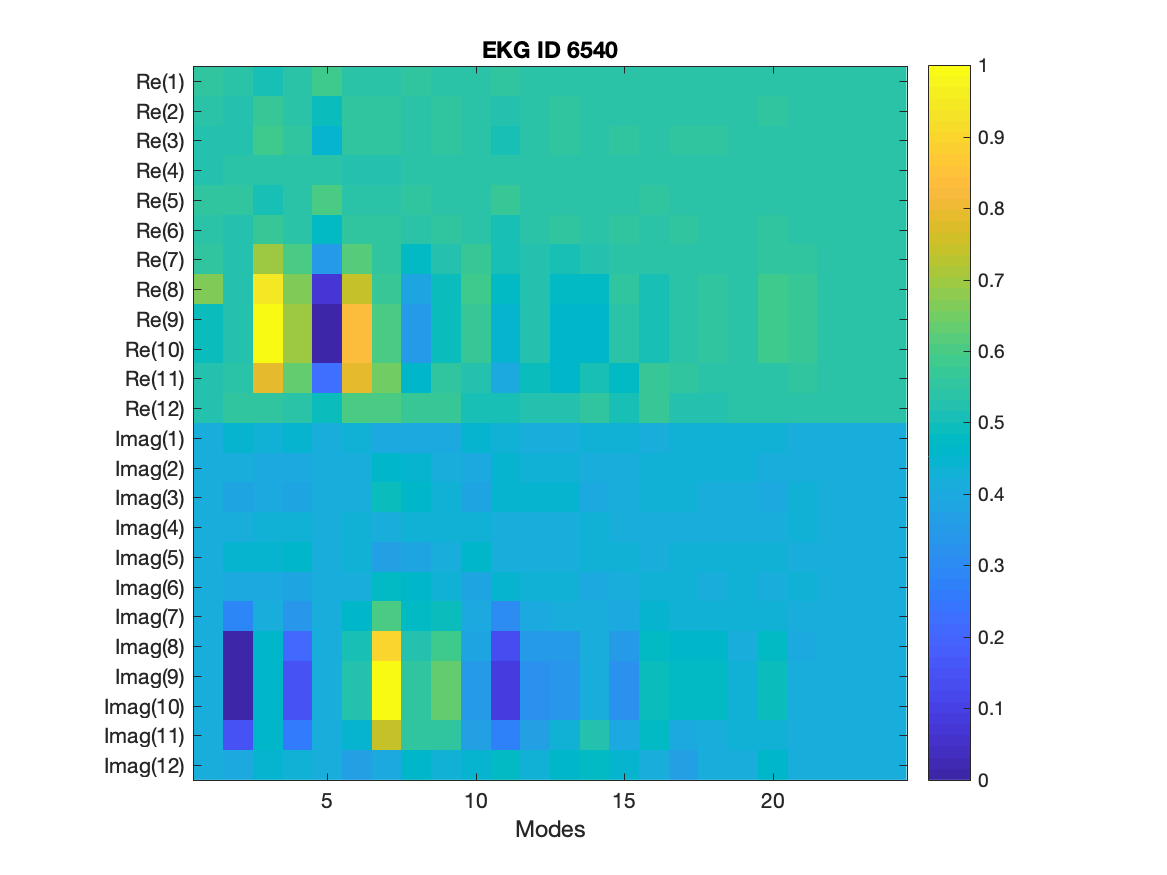 EKG ID 6540
Re(1)
Re(2)
Re(3)
Re(4)
Re(5)
Re(6)
Re(7)
Re(8)
Re(9)
Re(10)
Re(11)
Re(12)
Imag(1)
Imag(2)
Imag(3)
Imag(4)
Imag(5)
Imag(6)
Imag(7)
Imag(8)
Imag(9)
Imag(10)
Imag(11)
Imag(12)
5 10 15 20
Modes
1
0.9
0.8
0.7
0.6
0.5
0.4
0.3
0.2
0.1
0